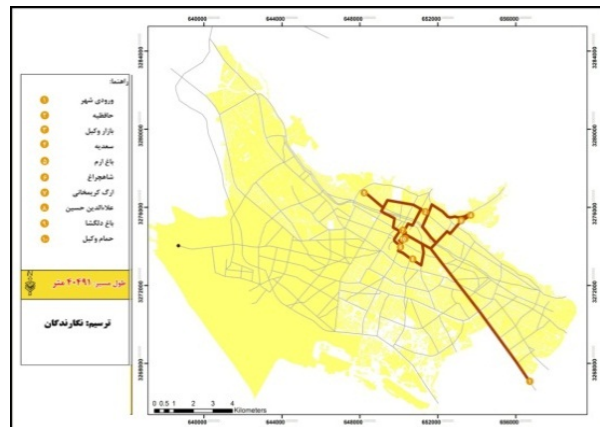 640000 644000 648000 652000 656000
راهنما:
ورودی شهر
حافظیه
بازار وکیل
سعدیه
باغ ارم
شاهچراغ
ارگ کریمخانی
علاءالدین حسین
باغ دلگشا
حمام وکیل
طول مسیر ۴۰۴۹۱ متر
ترسیم: نگارندگان
3284000
3280000
3276000
3272000
3268000
0 0.5 1 2 3 4
Kilometers
640000 644000 648000 652000 656000